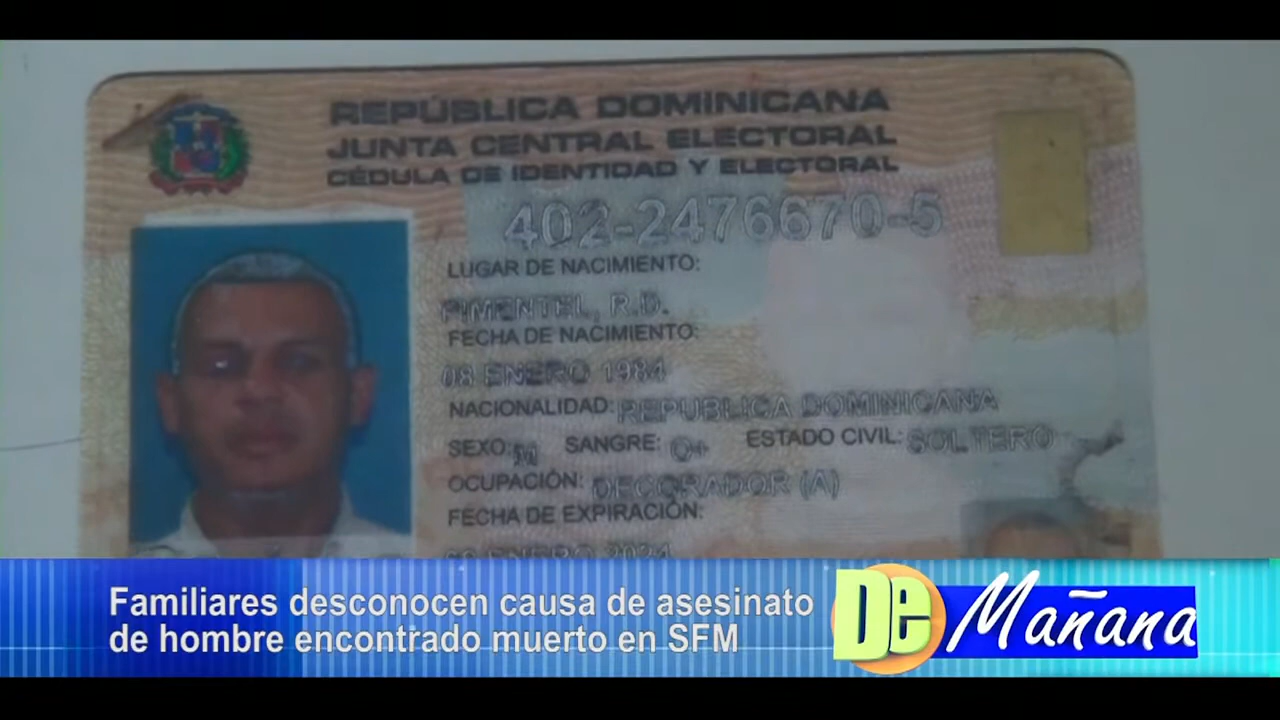 REPÚBLICA DOMINICANA
JUNTA CENTRAL ELECTORAL
CÉDULA DE IDENTIDAD Y ELECTORAL
402-2476670-5
LUGAR DE NACIMIENTO:
PIMENTEL, R.D.
FECHA DE NACIMIENTO:
08 ENERO 1984
NACIONALIDAD: REPUBLICA DOMINICANA
SEXO: M SANGRE: O+ ESTADO CIVIL: SOLTERO
OCUPACIÓN: DECORADOR (A)
FECHA DE EXPIRACIÓN:
ENERO 2024
Familiares desconocen causa de asesinato
de hombre encontrado muerto en SFM
De Mañana